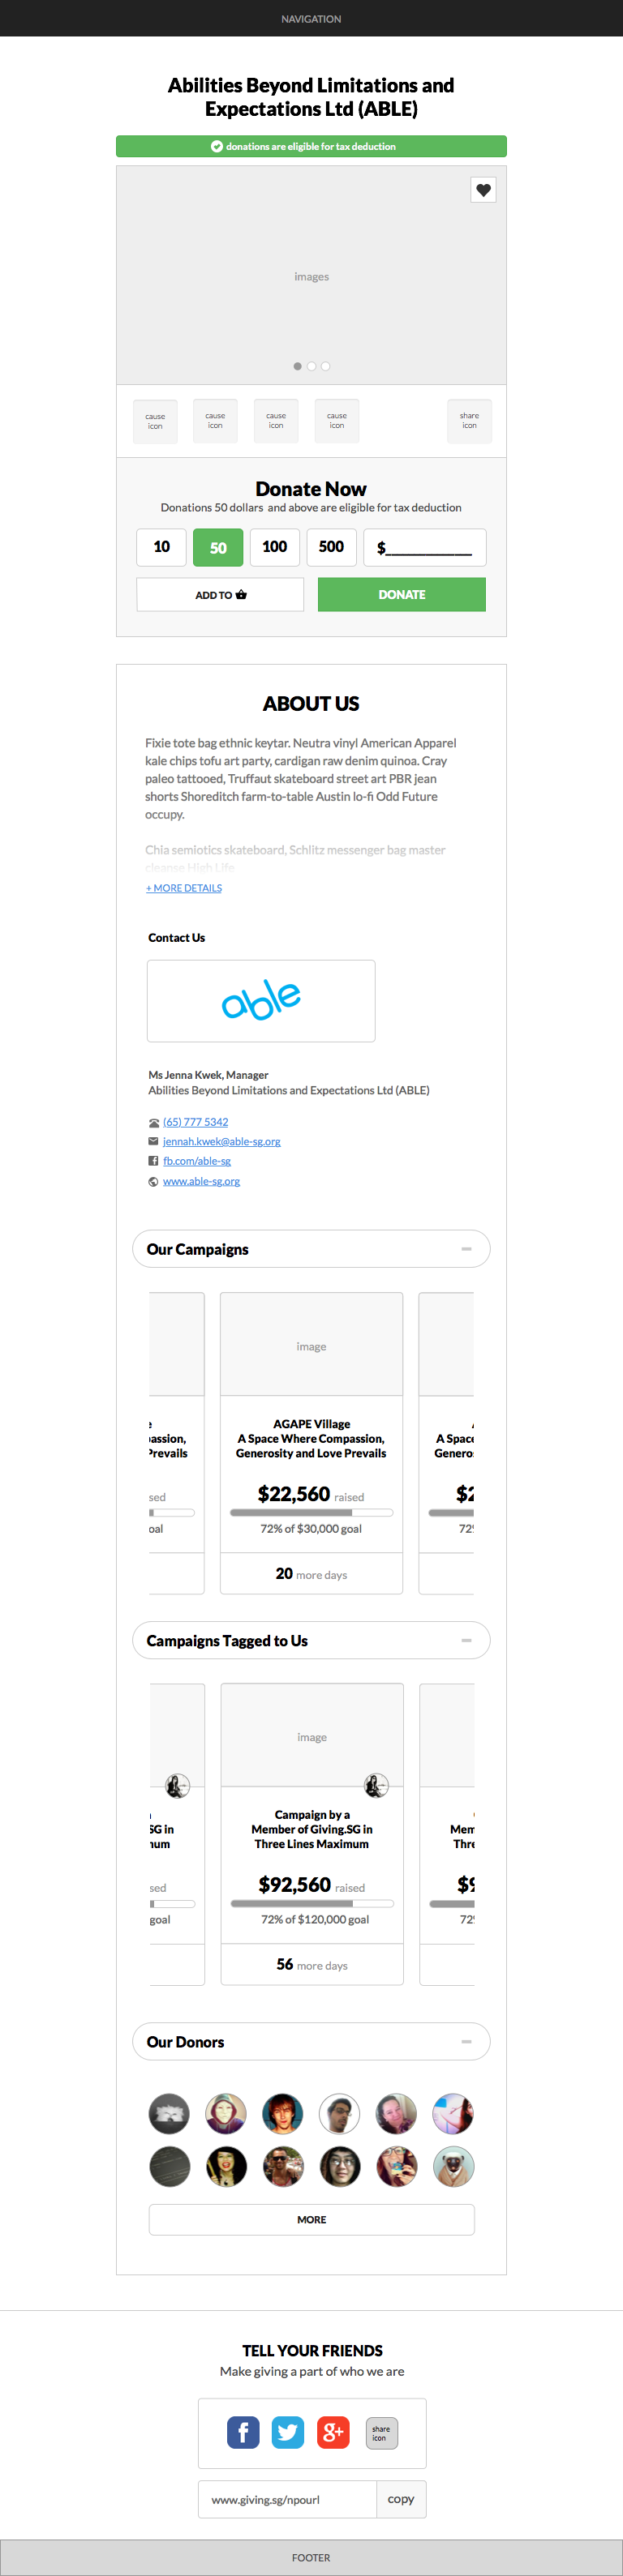 NAVIGATION
Abilities Beyond Limitations and
Expectations Ltd (ABLE)
donations are eligible for tax deduction
images
cause
icon
cause
icon
cause
icon
cause
icon
share
icon
Donate Now
Donations 50 dollars and above are eligible for tax deduction
10 50 100 500 $____________
ADD TO
DONATE
ABOUT US
Fixie tote bag ethnic keytar. Neutra vinyl American Apparel
kale chips tofu art party, cardigan raw denim quinoa. Cray
paleo tattooed, Truffaut skateboard street art PBR jean
shorts Shoreditch farm-to-table Austin lo-fi Odd Future
occupy.
Chia semiotics skateboard, Schlitz messenger bag master
cleanse High Life
+ MORE DETAILS
Contact Us
able
Ms Jenna Kwek, Manager
Abilities Beyond Limitations and Expectations Ltd (ABLE)
(65) 777 5342
jennah.kwek@able-sg.org
fb.com/able-sg
www.able-sg.org
Our Campaigns
image
AGAPE Village
A Space Where Compassion,
Generosity and Love Prevails
$22,560 raised
72% of $30,000 goal
20 more days
Campaigns Tagged to Us
image
Campaign by a
Member of Giving.SG in
Three Lines Maximum
$92,560 raised
72% of $120,000 goal
56 more days
Our Donors
MORE
TELL YOUR FRIENDS
Make giving a part of who we are
share
icon
www.giving.sg/npourl
copy
FOOTER